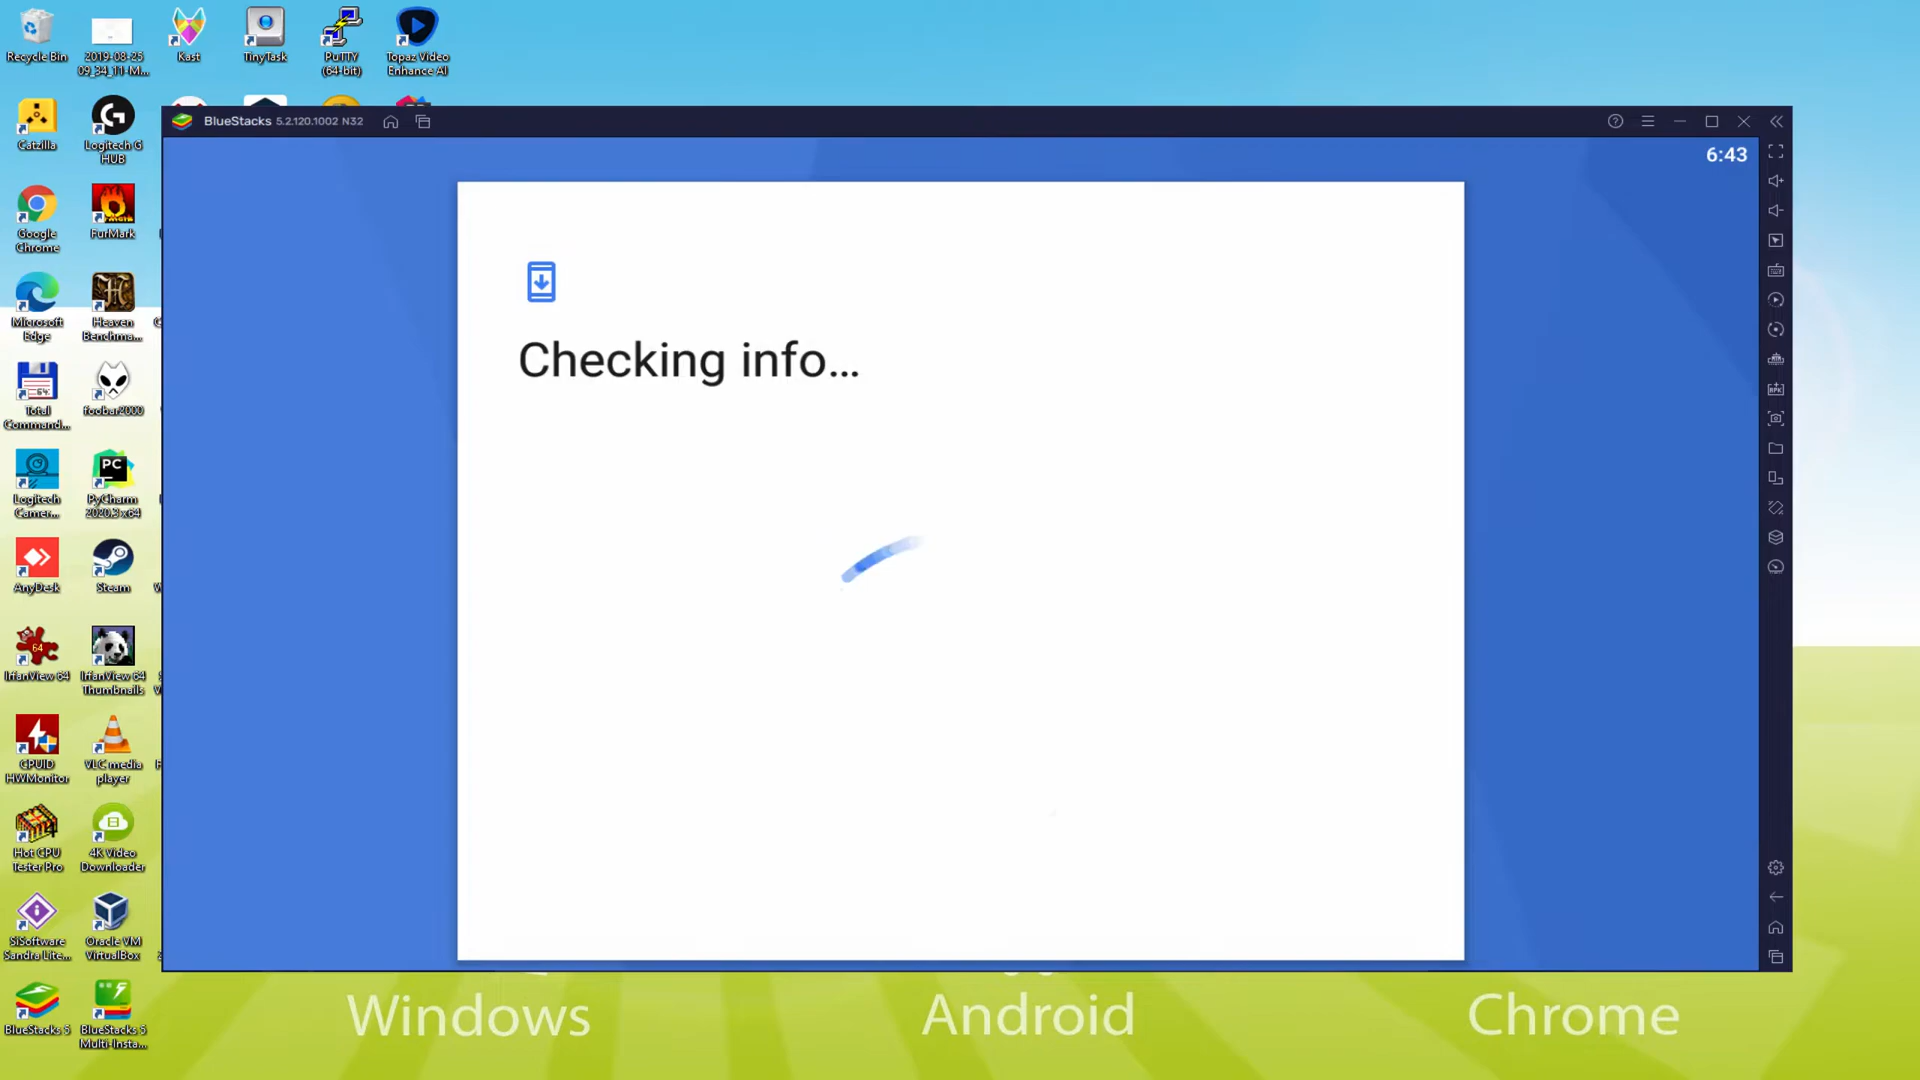 Recycle Bin
2019-08-25
09_34_11-M...
Kast
TinyTask
PuTTY
(64-bit)
Topaz Video
Enhance AI
Catzilla
Logitech G
HUB
BlueStacks 5.2.120.1002 N32
6:43
Google
Chrome
FurMark
Checking info...
Microsoft
Edge
Heaven
Benchma...
Total
Command...
foobar2000
Logitech
Camer...
PC
PyCharm
2020.3 x64
AnyDesk
Steam
64
IrfanView 64
IrfanView 64
Thumbnails
CPUID
HWMonitor
VLC media
player
Hot CPU
Tester Pro
4K Video
Downloader
SiSoftware
Sandra Lite...
Oracle VM
VirtualBox
BlueStacks 5
BlueStacks 5
Multi-Insta...
Windows
Android
Chrome